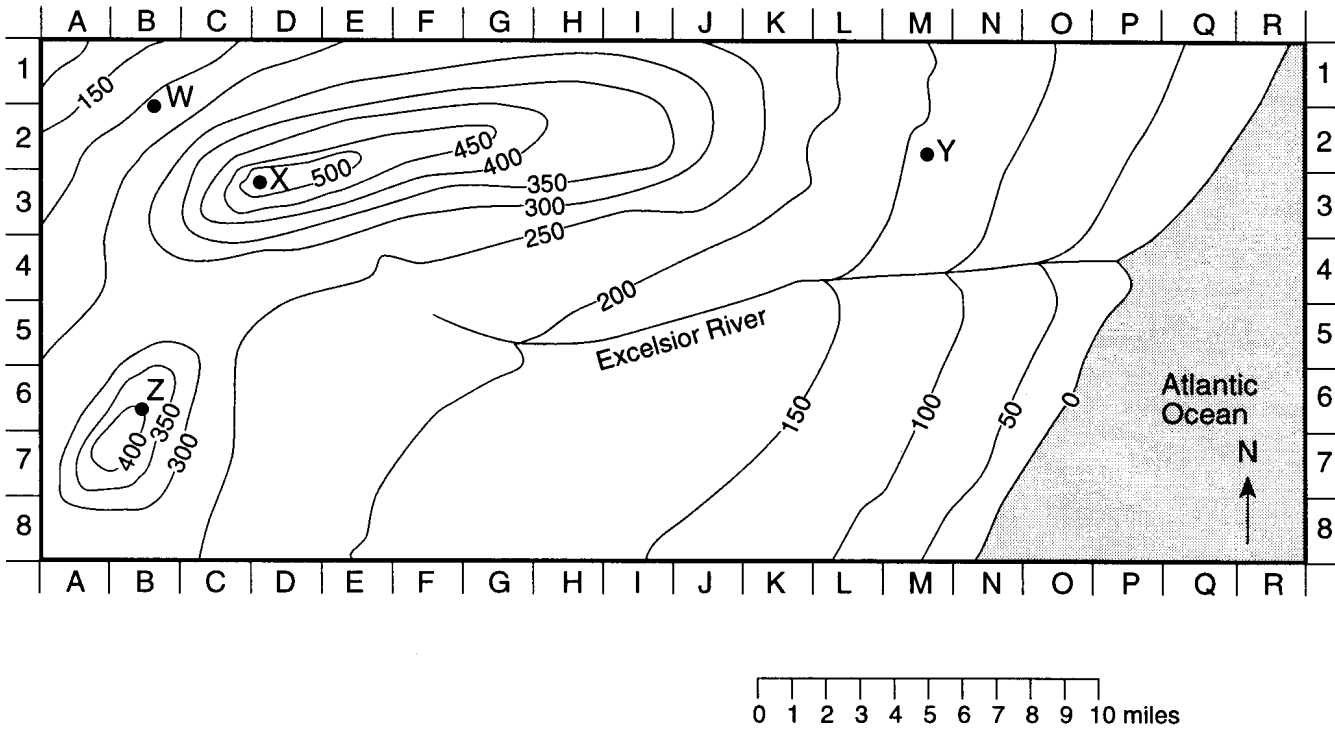 A B C D E F G H I J K L M N O P Q R
1 1
150 W
2 2
450 Y
400
X 500
350
3 3
300
250
4 4
200
5 5
Excelsior River
Z
6 6
Atlantic
Ocean
350 150 100 50 0
400 300
N
7 7
8 8
A B C D E F G H I J K L M N O P Q R
0 1 2 3 4 5 6 7 8 9 10 miles